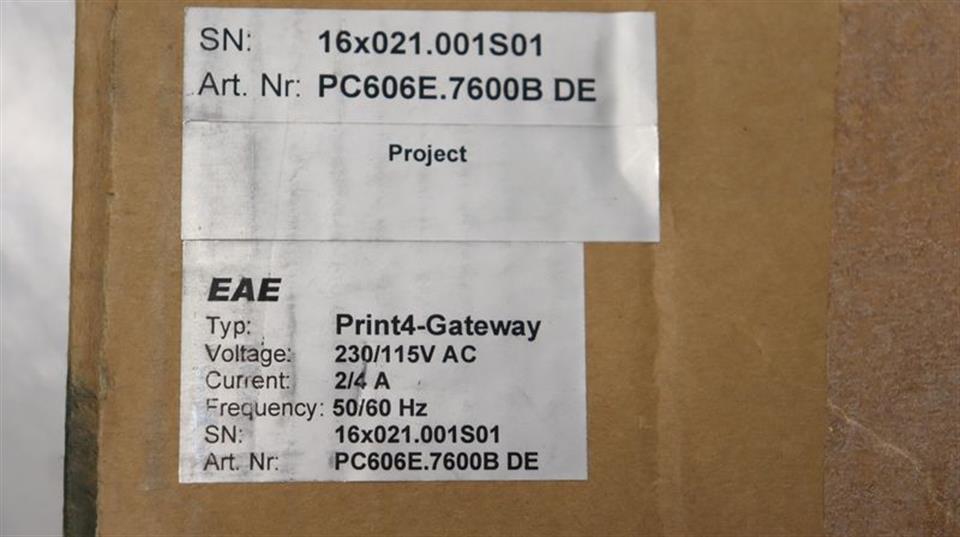 SN: 16x021.001S01
Art. Nr: PC606E.7600B DE
Project
EAE
Typ: Print4-Gateway
Voltage: 230/115V AC
Current: 2/4 A
Frequency: 50/60 Hz
SN: 16x021.001S01
Art. Nr: PC606E.7600B DE